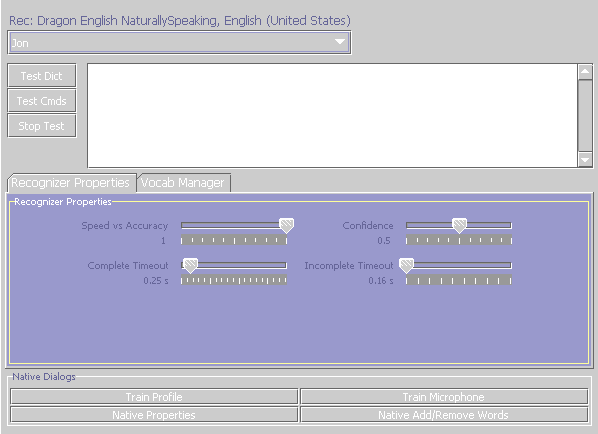 Rec: Dragon English NaturallySpeaking, English (United States)
Jon
Test Dict
Test Cmds
Stop Test
Recognizer Properties Vocab Manager
Recognizer Properties
Speed vs Accuracy Confidence
1 0.5
Complete Timeout Incomplete Timeout
0.25 s 0.16 s
Native Dialogs
Train Profile Train Microphone
Native Properties Native Add/Remove Words